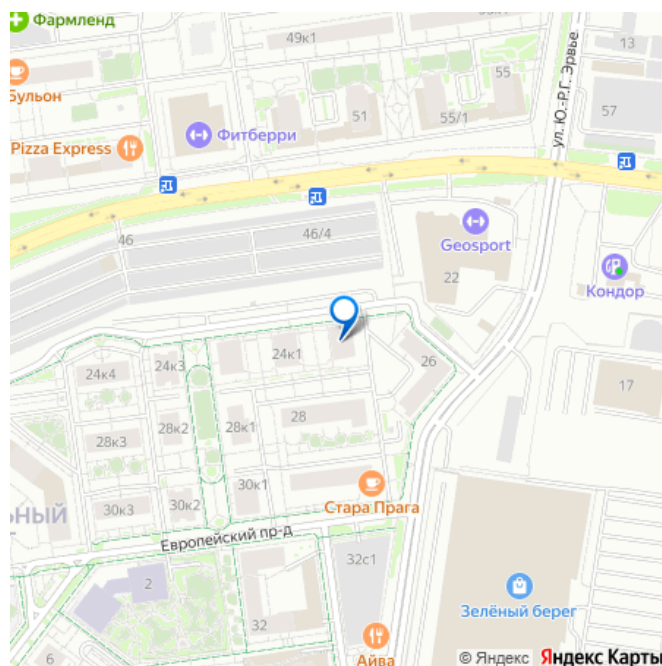 Фармленд
49к1
13
Бульон
55
ул. Ю.-Р.Г. Эрвье
57
51
55/1
Фитберри
Pizza Express
46
46/4
Geosport
22
Кондор
24к1
24к3
24к4
26
17
28
28к1
28к2
28к3
30к1
30к2
30к3
Стара Прага
ЬНЫЙ
Европейский пр-д
32с1
2
32
Зелёный берег
6
Айва
© Яндекс Яндекс Карты